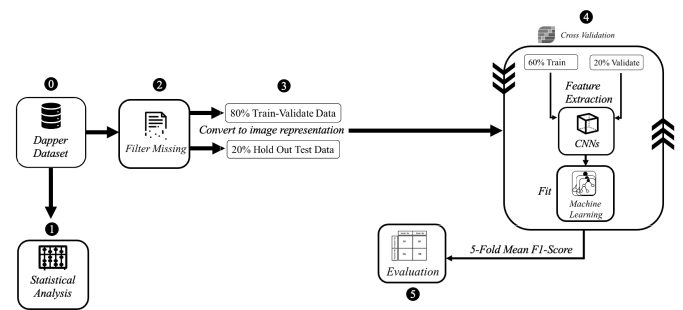 0
Dapper
Dataset
1
Statistical
Analysis
2
Filter Missing
3
80% Train-Validate Data
Convert to image representation
20% Hold Out Test Data
4
Cross Validation
60% Train
20% Validate
Feature
Extraction
CNNs
Fit
Machine
Learning
5-Fold Mean F1-Score
Evaluation
5